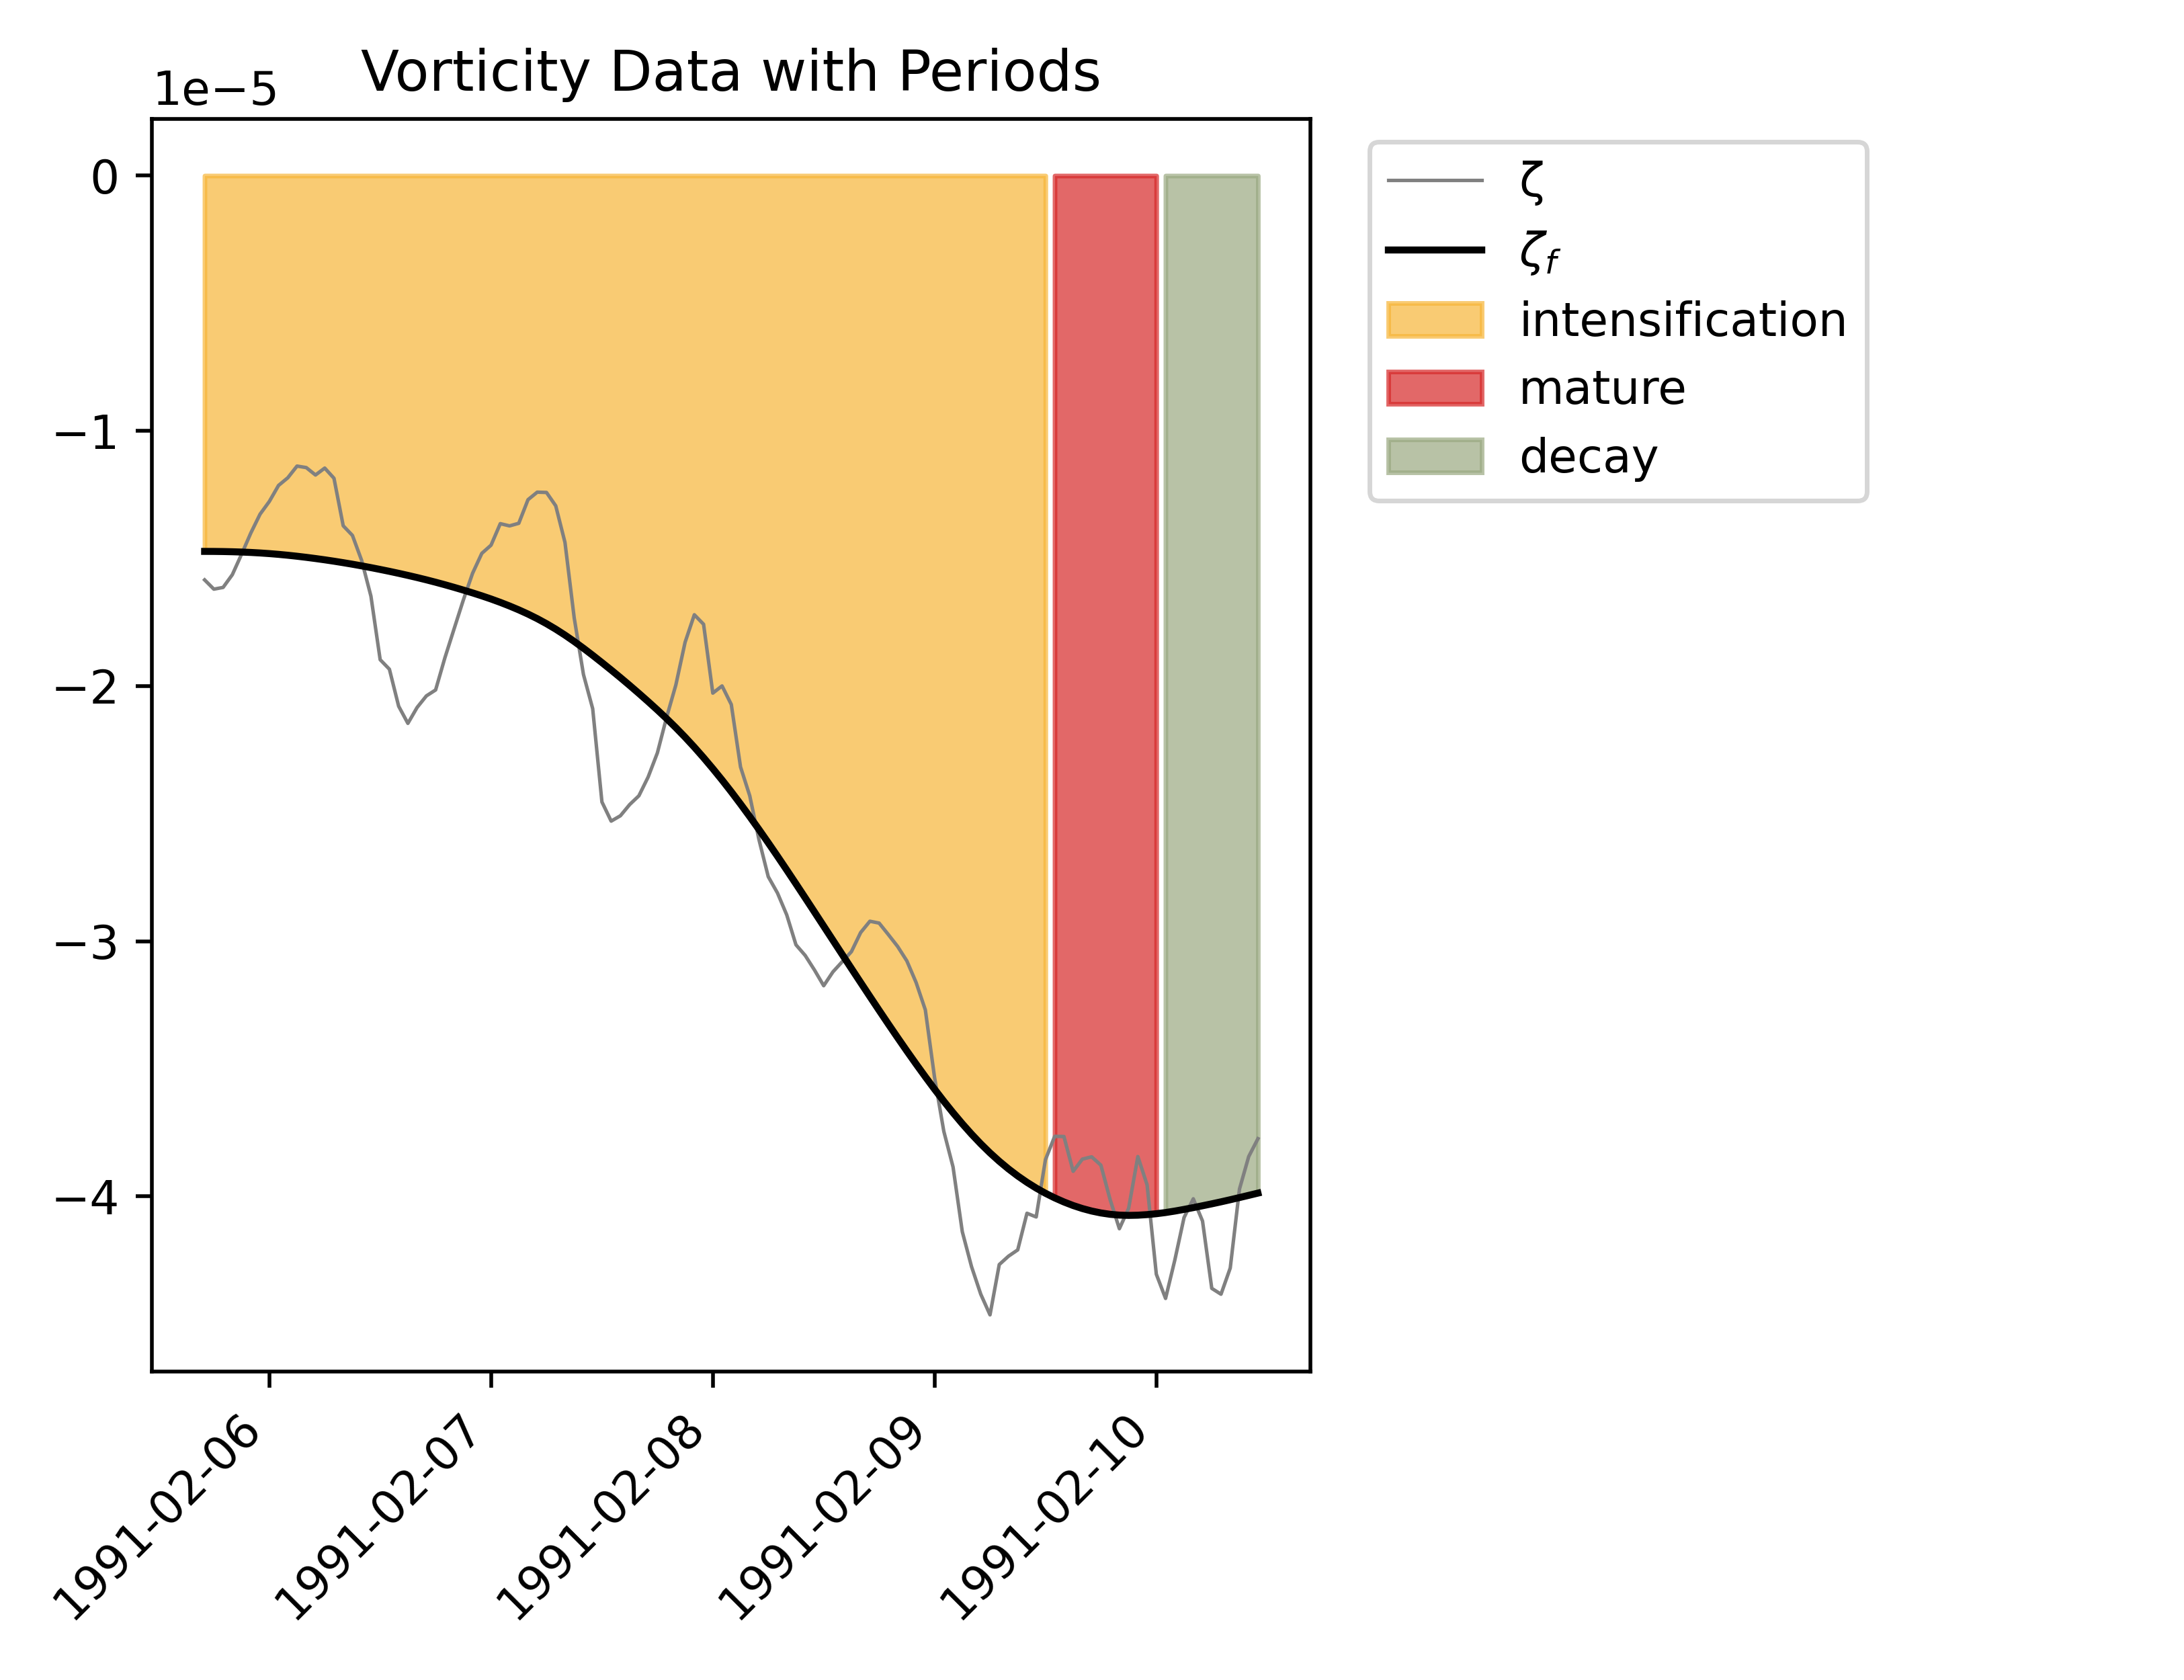 Vorticity Data with Periods
1e−5
0
−1
−2
−3
−4
1991-02-06
1991-02-07
1991-02-08
1991-02-09
1991-02-10
ζ
ζf
intensification
mature
decay